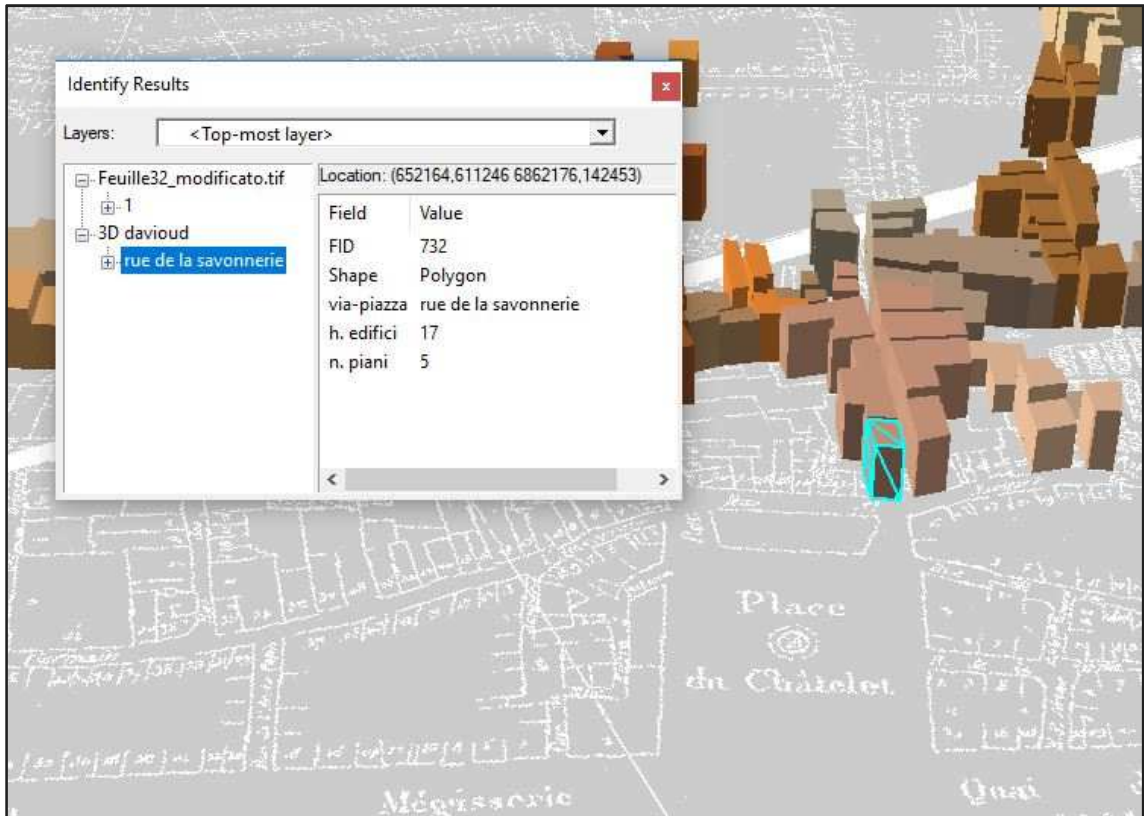 Identify Results
x
Layers: <Top-most layer>
Feuille32_modificato.tif
1
3D davioud
rue de la savonnerie
Location: (652164,611246 6862176,142453)
Field Value
FID 732
Shape Polygon
via-piazza rue de la savonnerie
h. edifici 17
n. piani 5
Place
du Châtelet
Mégisserie
Quai